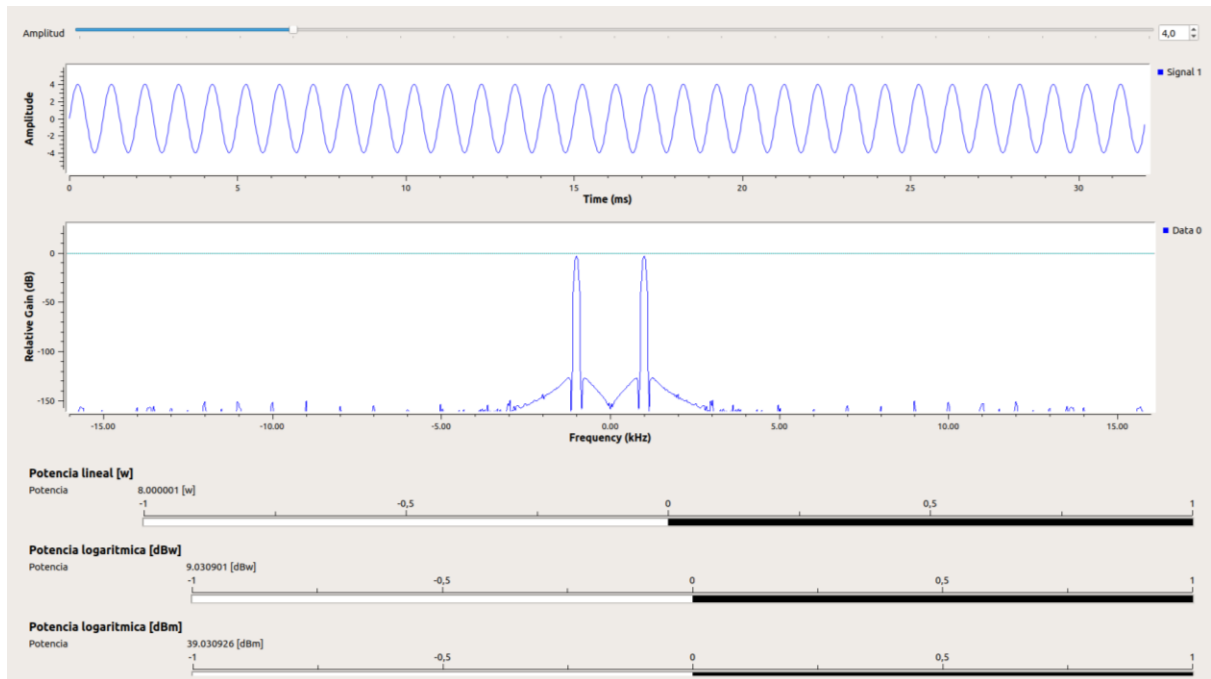 Amplitud 4,0
Signal 1
Amplitude
4
2
0
-2
-4
0 5 10 15 20 25 30
Time (ms)
Data 0
Relative Gain (dB)
0
-50
-100
-150
-15.00 -10.00 -5.00 0.00 5.00 10.00 15.00
Frequency (kHz)
Potencia lineal [w]
Potencia 8.000001 [w]
-1 -0,5 0 0,5 1
Potencia logaritmica [dBw]
Potencia 9.030901 [dBw]
-1 -0,5 0 0,5 1
Potencia logaritmica [dBm]
Potencia 39.030926 [dBm]
-1 -0,5 0 0,5 1